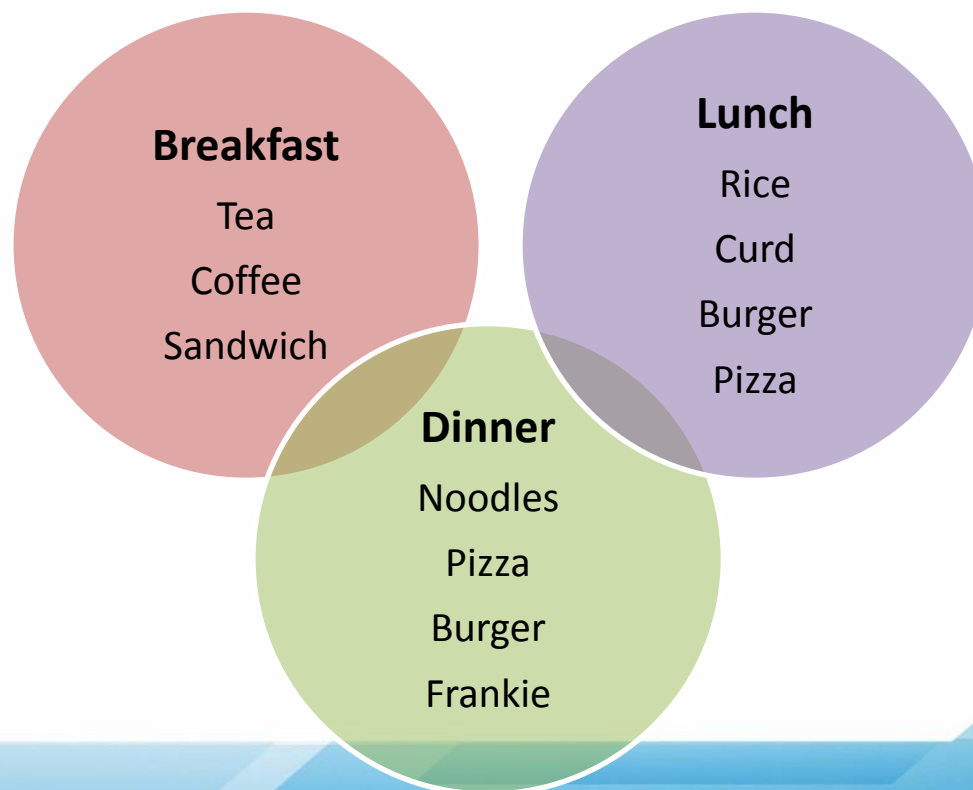 Breakfast
Tea
Coffee
Sandwich
Lunch
Rice
Curd
Burger
Pizza
Dinner
Noodles
Pizza
Burger
Frankie